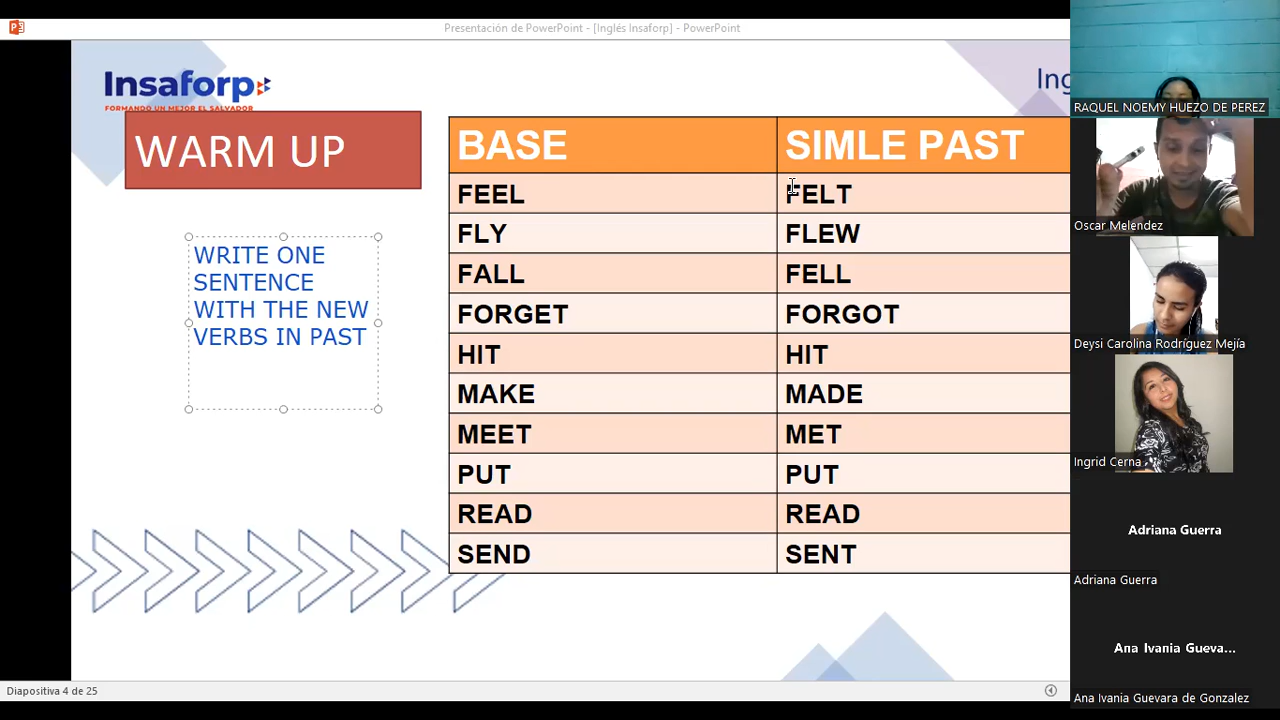 Presentación de PowerPoint - [Inglés Insaforp] - PowerPoint
Insaforp
FORMANDO UN MEJOR EL SALVADOR
Ing
WARM UP
WRITE ONE
SENTENCE
WITH THE NEW
VERBS IN PAST
BASE SIMLE PAST
FEEL FELT
FLY FLEW
FALL FELL
FORGET FORGOT
HIT HIT
MAKE MADE
MEET MET
PUT PUT
READ READ
SEND SENT
RAQUEL NOEMY HUEZO DE PEREZ
Oscar Melendez
Deysi Carolina Rodríguez Mejía
Ingrid Cerna
Adriana Guerra
Adriana Guerra
Ana Ivania Gueva...
Ana Ivania Guevara de Gonzalez
Diapositiva 4 de 25